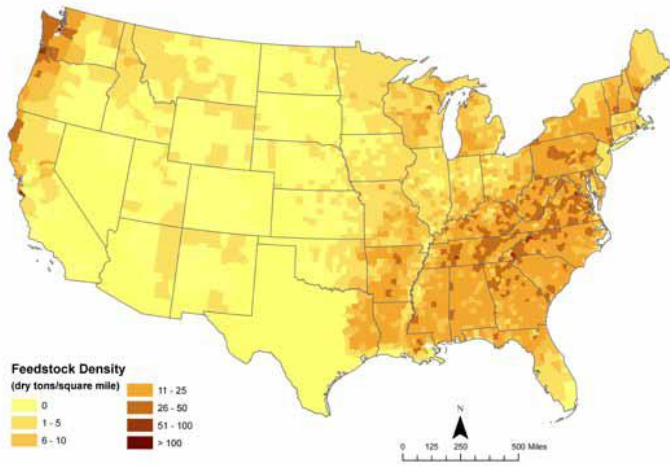 Feedstock Density
(dry tons/square mile)
0
1 - 5
6 - 10
11 - 25
26 - 50
51 - 100
> 100
N
0 125 250 500 Miles